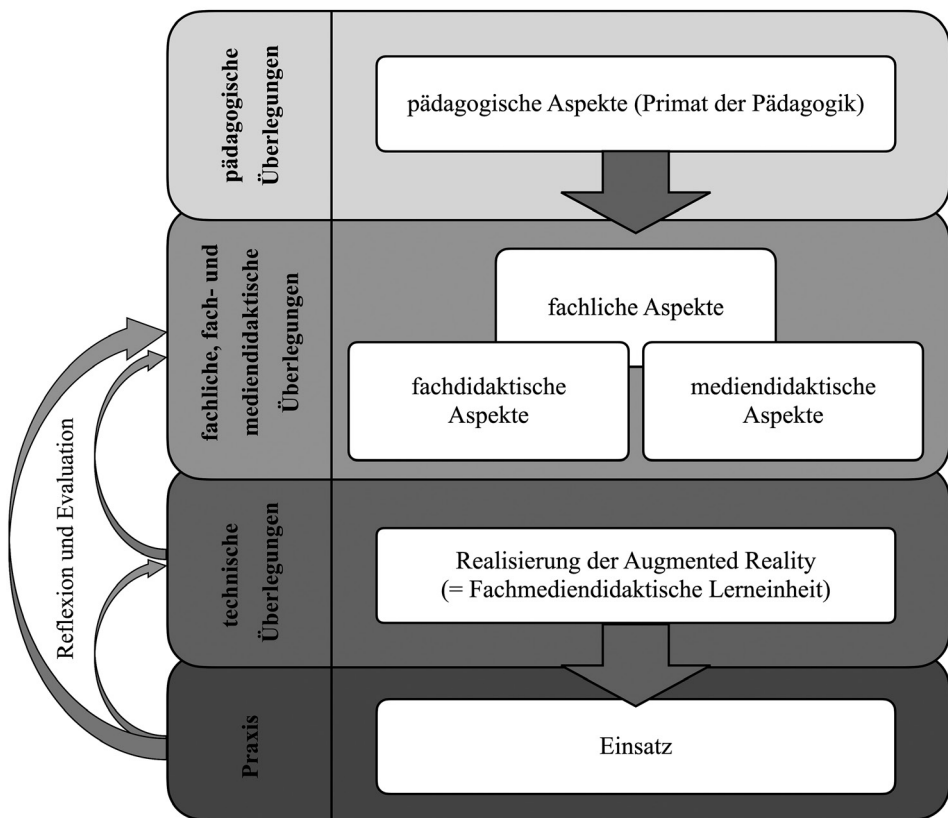 pädagogische
Überlegungen
pädagogische Aspekte (Primat der Pädagogik)
fachliche, fach- und
mediendidaktische
Überlegungen
fachliche Aspekte
fachdidaktische
Aspekte
mediendidaktische
Aspekte
Reflexion und Evaluation
technische
Überlegungen
Realisierung der Augmented Reality
(= Fachmediendidaktische Lerneinheit)
Praxis
Einsatz